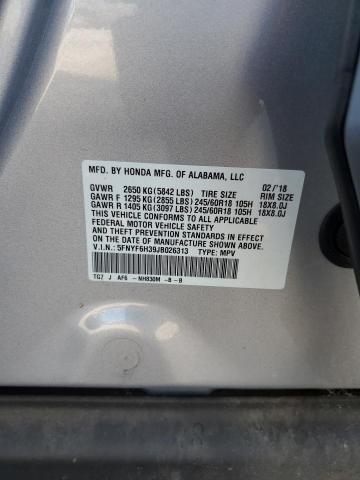 MFD. BY HONDA MFG. OF ALABAMA, LLC
GVWR 2650 KG (5842 LBS) TIRE SIZE 02/'18 RIM SIZE
GAWR F 1295 KG (2855 LBS) 245/60R18 105H 18X8.0J
GAWR R 1405 KG (3097 LBS) 245/60R18 105H 18X8.0J
THIS VEHICLE CONFORMS TO ALL APPLICABLE
FEDERAL MOTOR VEHICLE SAFETY
AND THEFT PREVENTION STANDARDS IN EFFECT
ON THE DATE OF MANUFACTURE SHOWN ABOVE.
V.I.N.: 5FNYF6H39JB026313 TYPE: MPV
TG7 J AF6 -NH830M -B -B